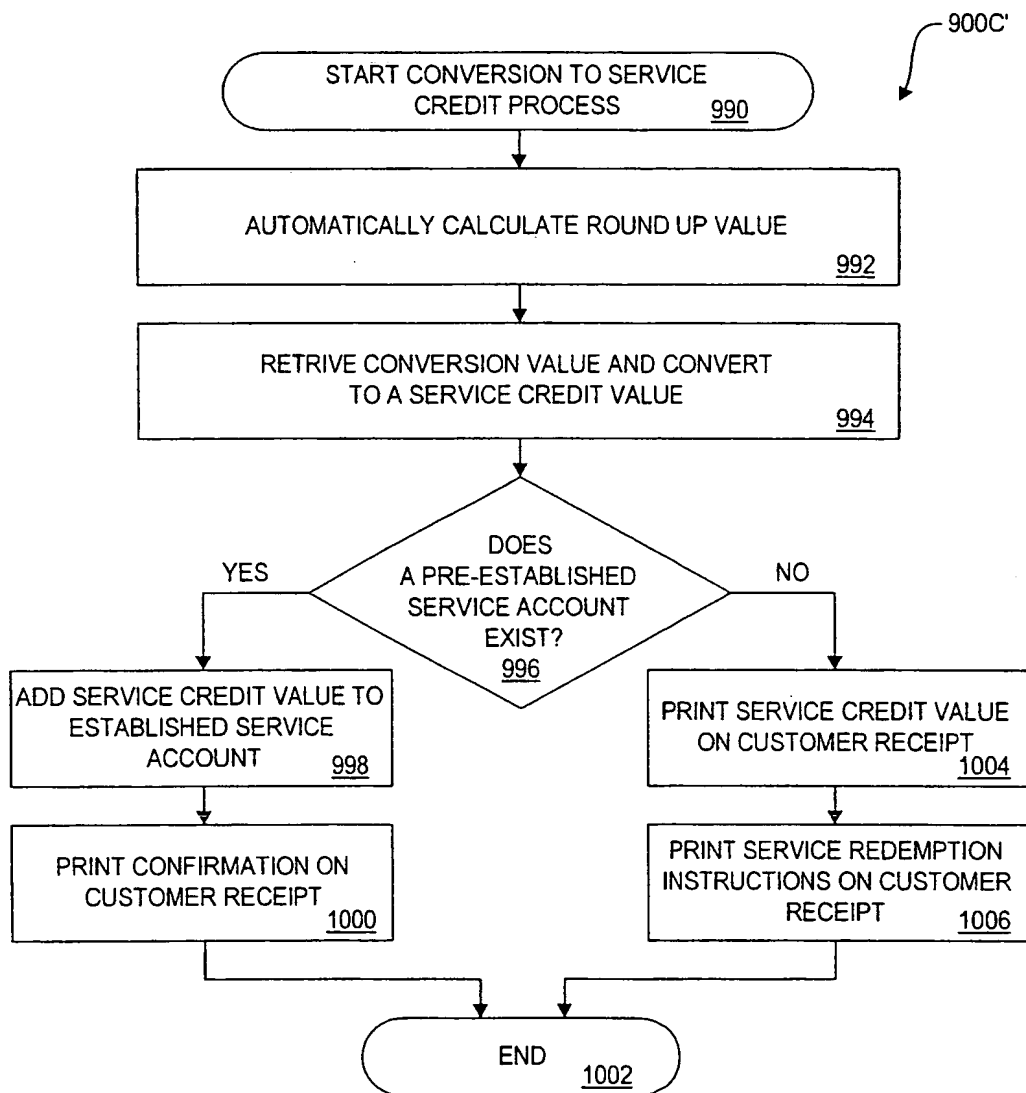 900C'
START CONVERSION TO SERVICE
CREDIT PROCESS
990
AUTOMATICALLY CALCULATE ROUND UP VALUE
992
RETRIVE CONVERSION VALUE AND CONVERT
TO A SERVICE CREDIT VALUE
994
DOES
A PRE-ESTABLISHED
SERVICE ACCOUNT
EXIST?
996
YES
NO
ADD SERVICE CREDIT VALUE TO
ESTABLISHED SERVICE
ACCOUNT
998
PRINT CONFIRMATION ON
CUSTOMER RECEIPT
1000
PRINT SERVICE CREDIT VALUE
ON CUSTOMER RECEIPT
1004
PRINT SERVICE REDEMPTION
INSTRUCTIONS ON CUSTOMER
RECEIPT
1006
END
1002